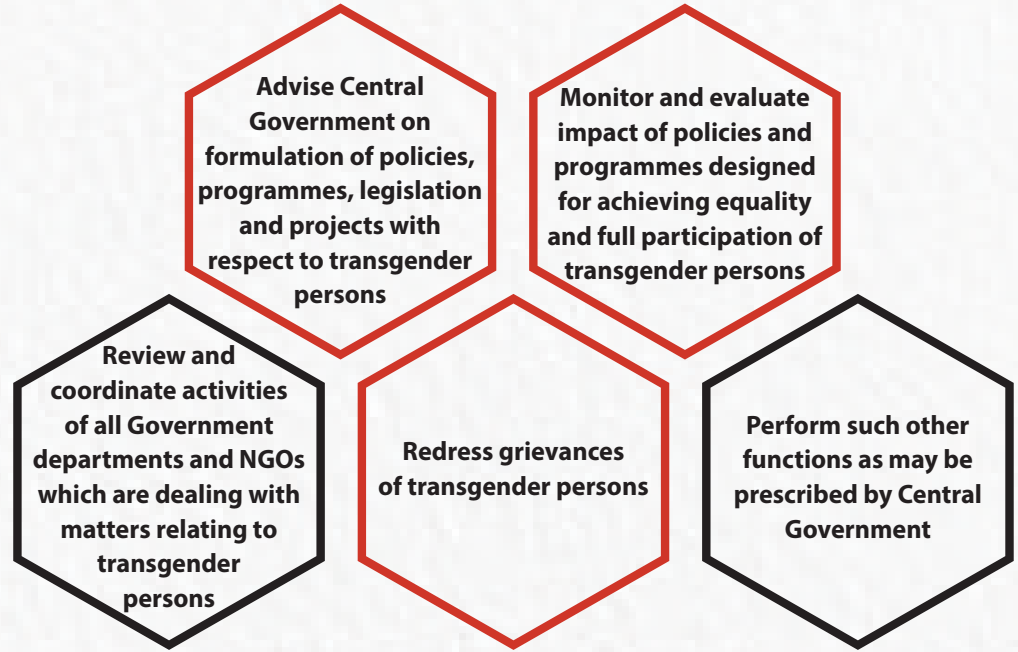 Advise Central
Government on
formulation of policies,
programmes, legislation
and projects with
respect to transgender
persons
Monitor and evaluate
impact of policies and
programmes designed
for achieving equality
and full participation of
transgender persons
Review and
coordinate activities
of all Government
departments and NGOs
which are dealing with
matters relating to
transgender
persons
Redress grievances
of transgender persons
Perform such other
functions as may be
prescribed by Central
Government